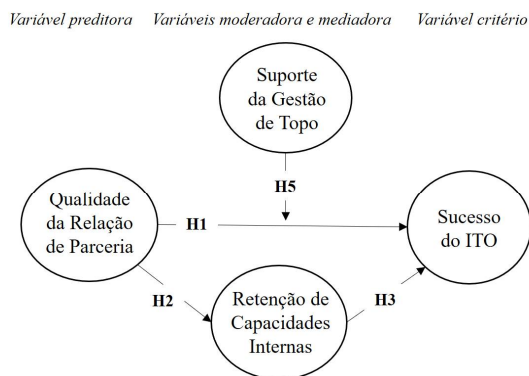 Variável preditora
Variáveis moderadora e mediadora
Variável critério
Suporte
da Gestão
de Topo
H5
Qualidade
da Relação
de Parceria
H1
Sucesso
do ITO
H2
Retenção de
Capacidades
Internas
H3